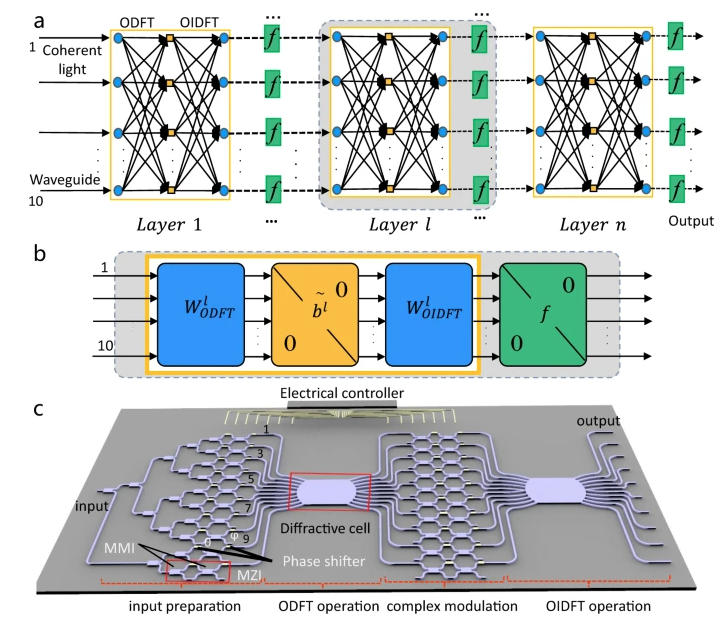 a
ODFT OIDFT
...
...
1 Coherent
light
f f f
f f f
f f f
Waveguide
10
f f f
...
...
Layer 1
Layer l
Layer n
Output
b
1
10
W^l_ODFT
0
b̃^l
0
W^l_OIDFT
0
f
0
Electrical controller
c
output
1
3
5
7
9
input
Diffractive cell
θ
φ
MMI
Phase shifter
MZI
input preparation
ODFT operation
complex modulation
OIDFT operation